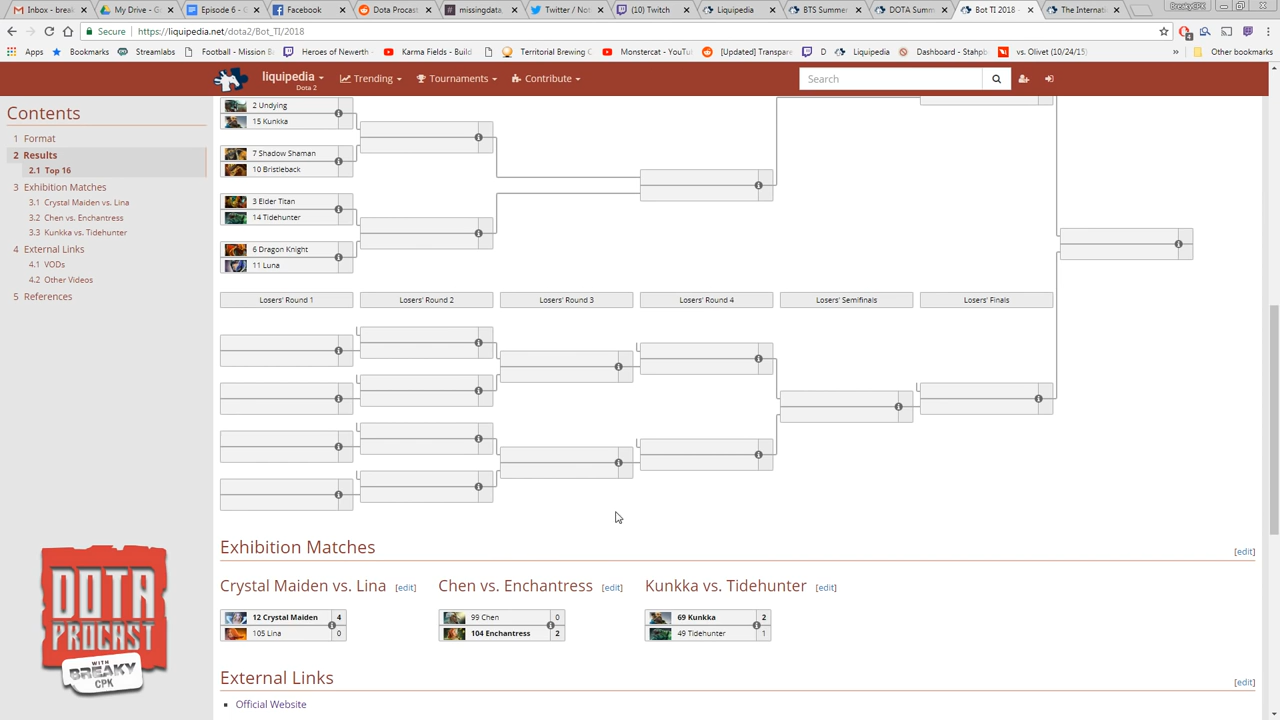 Inbox - break
My Drive - G
Episode 6 - G
Facebook
Dota Procast
missingdata
Twitter / Not
(10) Twitch
Liquipedia
BTS Summer
DOTA Summ
Bot TI 2018 -
The Internati
BreakyCPK
Secure
https://liquipedia.net/dota2/Bot_TI/2018
Apps
Bookmarks
Streamlabs
Football - Mission B
Heroes of Newerth
Karma Fields - Build
Territorial Brewing C
Monstercat - YouTu
[Updated] Transpare
D
Liquipedia
Dashboard - Stahpb
vs. Olivet (10/24/15)
Other bookmarks
liquipedia
Dota 2
Trending
Tournaments
Contribute
Search
Contents
1 Format
2 Results
2.1 Top 16
3 Exhibition Matches
3.1 Crystal Maiden vs. Lina
3.2 Chen vs. Enchantress
3.3 Kunkka vs. Tidehunter
4 External Links
4.1 VODs
4.2 Other Videos
5 References
2 Undying
15 Kunkka
7 Shadow Shaman
10 Bristleback
3 Elder Titan
14 Tidehunter
6 Dragon Knight
11 Luna
Losers' Round 1
Losers' Round 2
Losers' Round 3
Losers' Round 4
Losers' Semifinals
Losers' Finals
Exhibition Matches
[edit]
Crystal Maiden vs. Lina [edit]
12 Crystal Maiden 4
105 Lina 0
Chen vs. Enchantress [edit]
99 Chen 0
104 Enchantress 2
Kunkka vs. Tidehunter [edit]
69 Kunkka 2
49 Tidehunter 1
External Links
[edit]
Official Website
DOTA
PROCAST
WITH
BREAKY
CPK